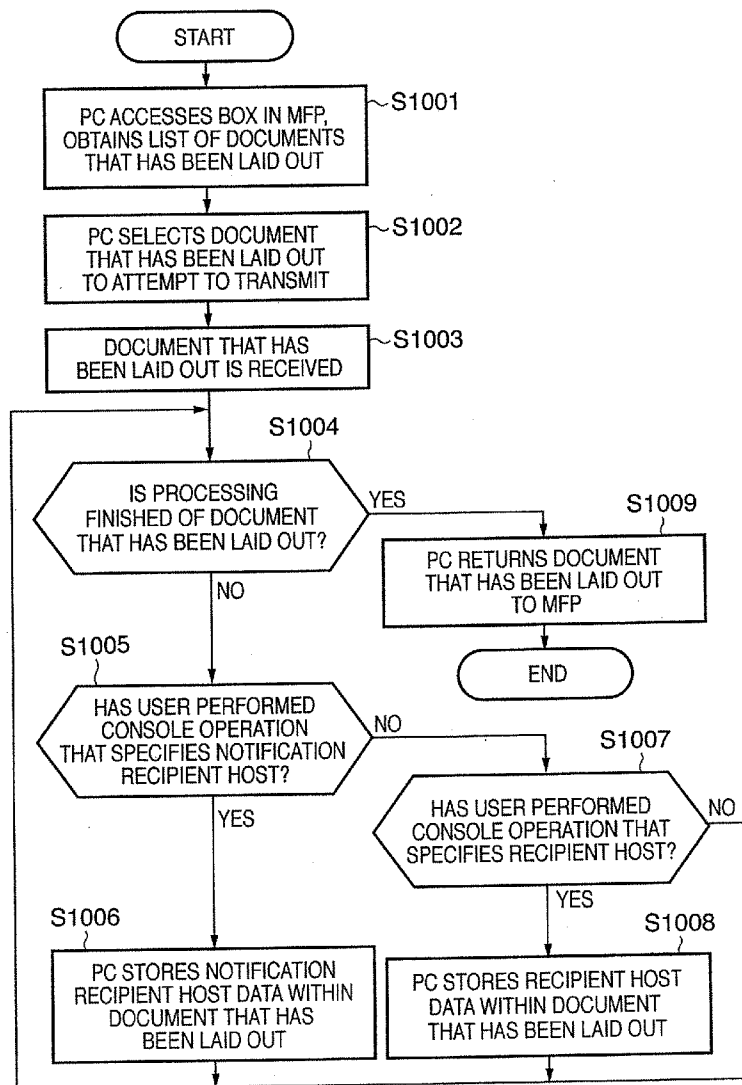 START
S1001
PC ACCESSES BOX IN MFP,
OBTAINS LIST OF DOCUMENTS
THAT HAS BEEN LAID OUT
S1002
PC SELECTS DOCUMENT
THAT HAS BEEN LAID OUT
TO ATTEMPT TO TRANSMIT
S1003
DOCUMENT THAT HAS
BEEN LAID OUT IS RECEIVED
S1004
IS PROCESSING
FINISHED OF DOCUMENT
THAT HAS BEEN LAID OUT?
YES
NO
S1009
PC RETURNS DOCUMENT
THAT HAS BEEN LAID OUT
TO MFP
END
S1005
HAS USER PERFORMED
CONSOLE OPERATION
THAT SPECIFIES NOTIFICATION
RECIPIENT HOST?
NO
YES
S1007
HAS USER PERFORMED
CONSOLE OPERATION THAT
SPECIFIES RECIPIENT HOST?
NO
YES
S1006
PC STORES NOTIFICATION
RECIPIENT HOST DATA WITHIN
DOCUMENT THAT HAS
BEEN LAID OUT
S1008
PC STORES RECIPIENT HOST
DATA WITHIN DOCUMENT
THAT HAS BEEN LAID OUT